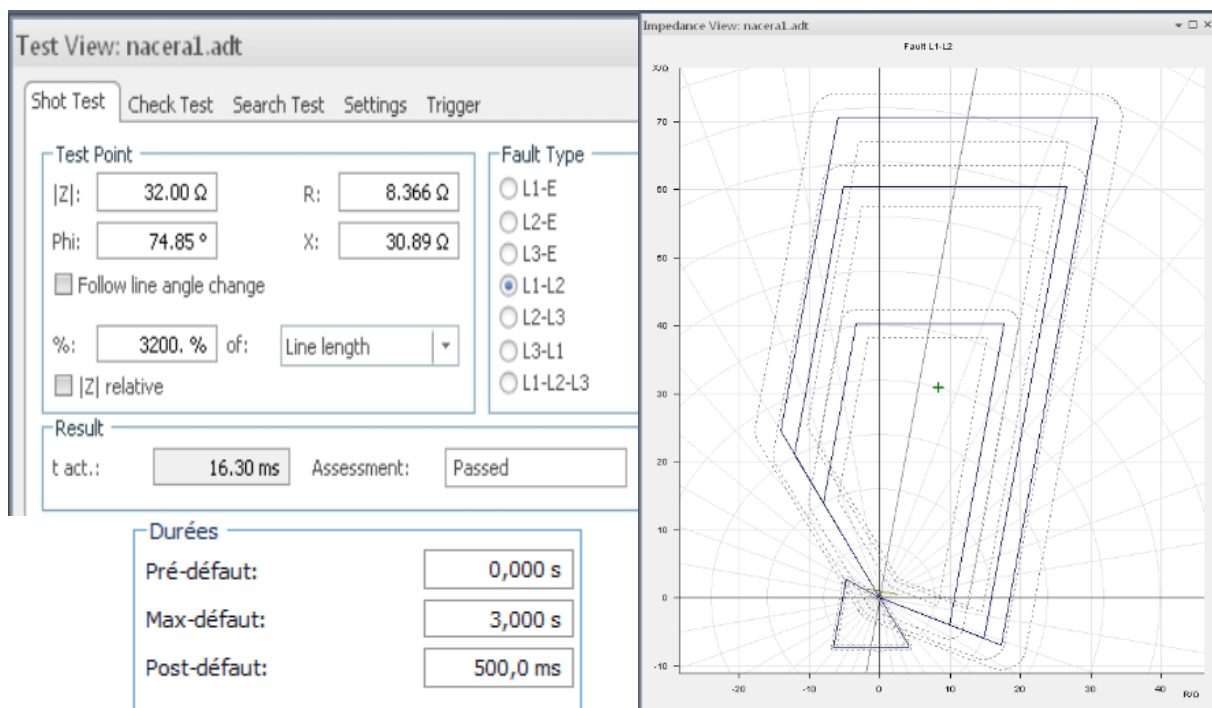 Test View: nacera1.adt
Shot Test Check Test Search Test Settings Trigger
Test Point
|Z|: 32.00 Ω R: 8.366 Ω
Phi: 74.85 ° X: 30.89 Ω
Follow line angle change
%: 3200. % of: Line length
|Z| relative
Fault Type
L1-E
L2-E
L3-E
L1-L2
L2-L3
L3-L1
L1-L2-L3
Result
t act.: 16.30 ms Assessment: Passed
Durées
Pré-défaut: 0,000 s
Max-défaut: 3,000 s
Post-défaut: 500,0 ms
Impedance View: nacera1.adt
Fault L1-L2
X/Ω
70
60
50
40
30
20
10
0
-10
-20 -10 0 10 20 30 40 R/Ω